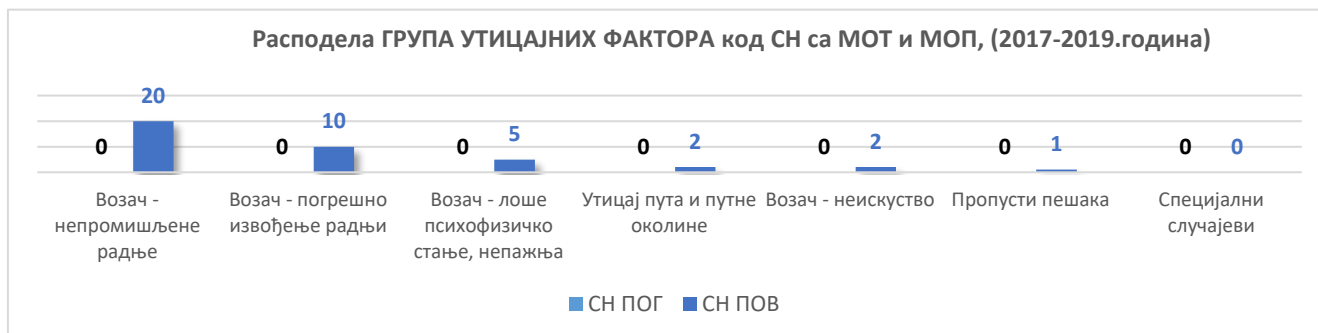 Расподела ГРУПА УТИЦАЈНИХ ФАКТОРА код СН са МОТ и МОП, (2017-2019.година)
0 20 0 10 0 5 0 2 0 2 0 1 0 0
Возач - непромишљене радње
Возач - погрешно извођење радњи
Возач - лоше психофизичко стање, непажња
Утицај пута и путне околине
Возач - неискуство
Пропусти пешака
Специјални случајеви
СН ПОГ СН ПОВ